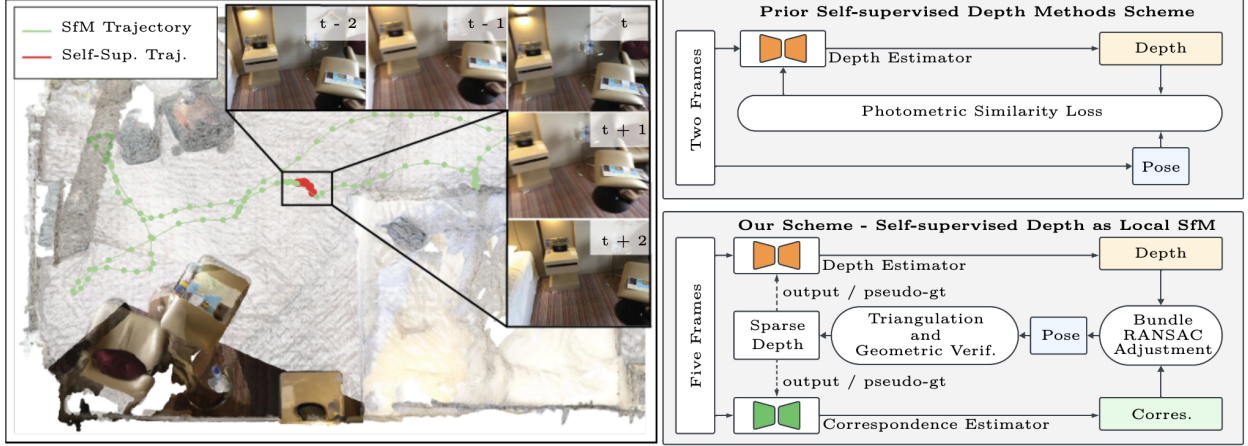 SfM Trajectory
Self-Sup. Traj.
t - 2
t - 1
t
t + 1
t + 2
Prior Self-supervised Depth Methods Scheme
Two Frames
Depth Estimator
Depth
Photometric Similarity Loss
Pose
Our Scheme - Self-supervised Depth as Local SfM
Five Frames
Depth Estimator
Depth
output / pseudo-gt
Sparse
Depth
Triangulation
and
Geometric Verif.
Pose
Bundle
RANSAC
Adjustment
output / pseudo-gt
Correspondence Estimator
Corres.